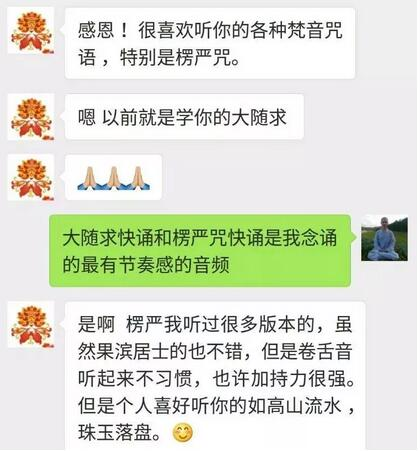 感恩！很喜欢听你的各种梵音咒
语，特别是楞严咒。
嗯 以前就是学你的大随求
大随求快诵和楞严咒快诵是我念诵
的最有节奏感的音频
是啊  楞严我听过很多版本的，虽
然果滨居士的也不错，但是卷舌音
听起来不习惯，也许加持力很强。
但是个人喜好听你的如高山流水，
珠玉落盘。